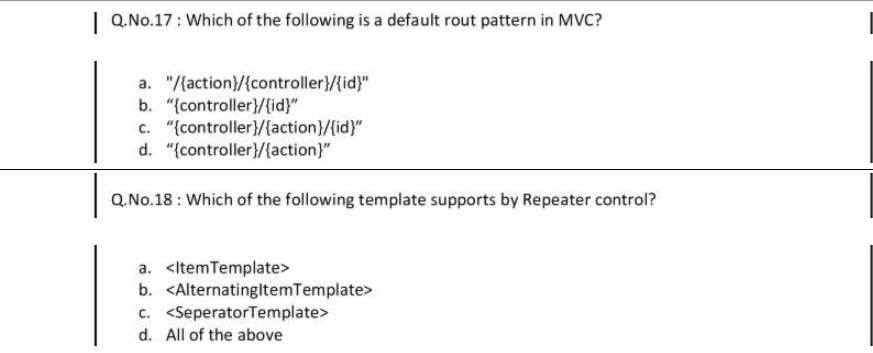 Q.No.17 : Which of the following is a default rout pattern in MVC?
a. "/{action}/{controller}/{id}"
b. “{controller}/{id}”
c. “{controller}/{action}/{id}”
d. “{controller}/{action}”
Q.No.18 : Which of the following template supports by Repeater control?
a. <ItemTemplate>
b. <AlternatingItemTemplate>
c. <SeperatorTemplate>
d. All of the above